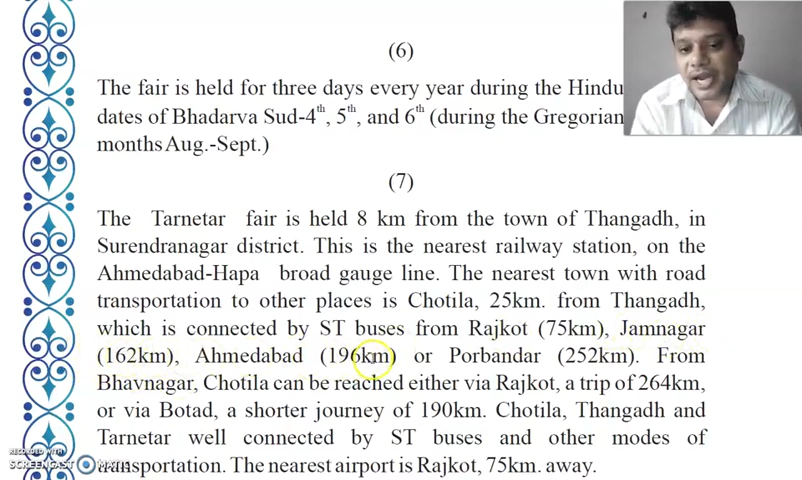 (6)
The fair is held for three days every year during the Hindu
dates of Bhadarva Sud-4th, 5th, and 6th (during the Gregorian
months Aug.-Sept.)
(7)
The Tarnetar fair is held 8 km from the town of Thangadh, in
Surendranagar district. This is the nearest railway station, on the
Ahmedabad-Hapa broad gauge line. The nearest town with road
transportation to other places is Chotila, 25km. from Thangadh,
which is connected by ST buses from Rajkot (75km), Jamnagar
(162km), Ahmedabad (196km) or Porbandar (252km). From
Bhavnagar, Chotila can be reached either via Rajkot, a trip of 264km,
or via Botad, a shorter journey of 190km. Chotila, Thangadh and
Tarnetar well connected by ST buses and other modes of
transportation. The nearest airport is Rajkot, 75km. away.
RECORDED WITH
SCREENCAST MATIC